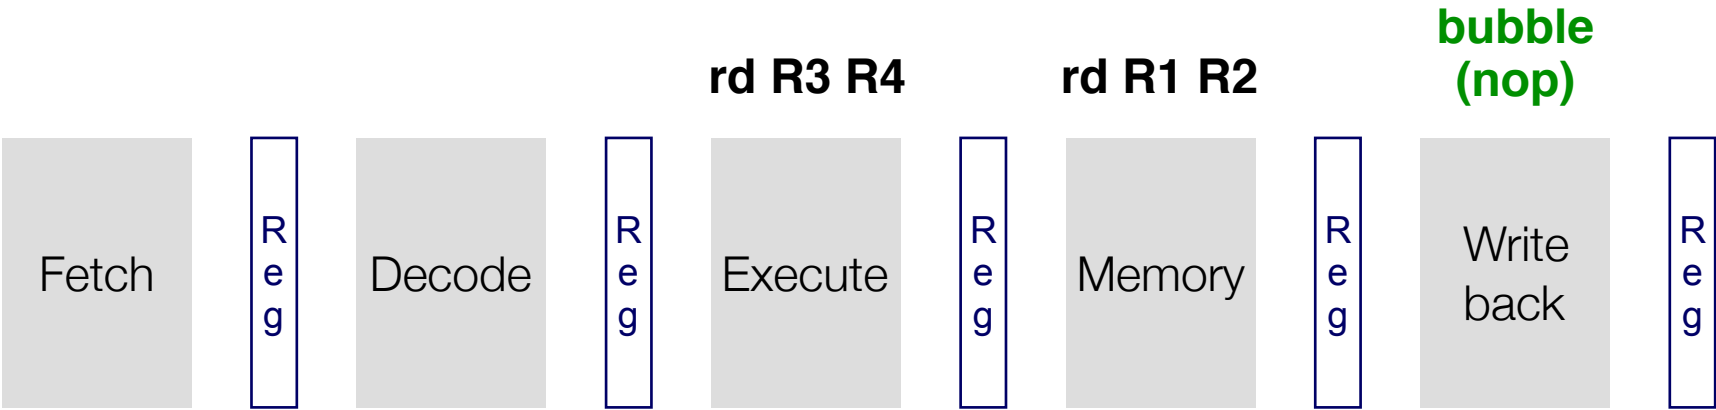 bubble
(nop)
rd R3 R4
rd R1 R2
Fetch
R
e
g
Decode
R
e
g
Execute
R
e
g
Memory
R
e
g
Write
back
R
e
g